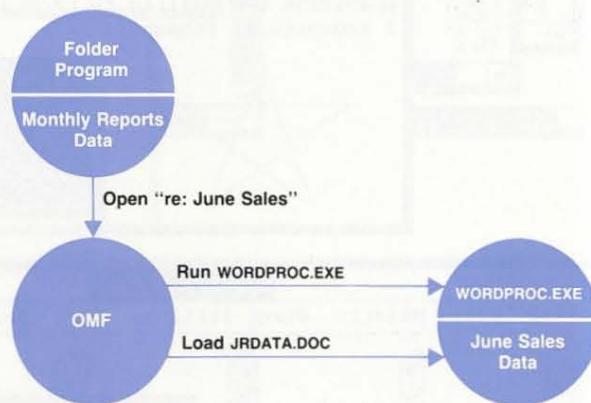 Folder
Program
Monthly Reports
Data
Open "re: June Sales"
OMF
Run WORDPROC.EXE
Load JRDATA.DOC
WORDPROC.EXE
June Sales
Data